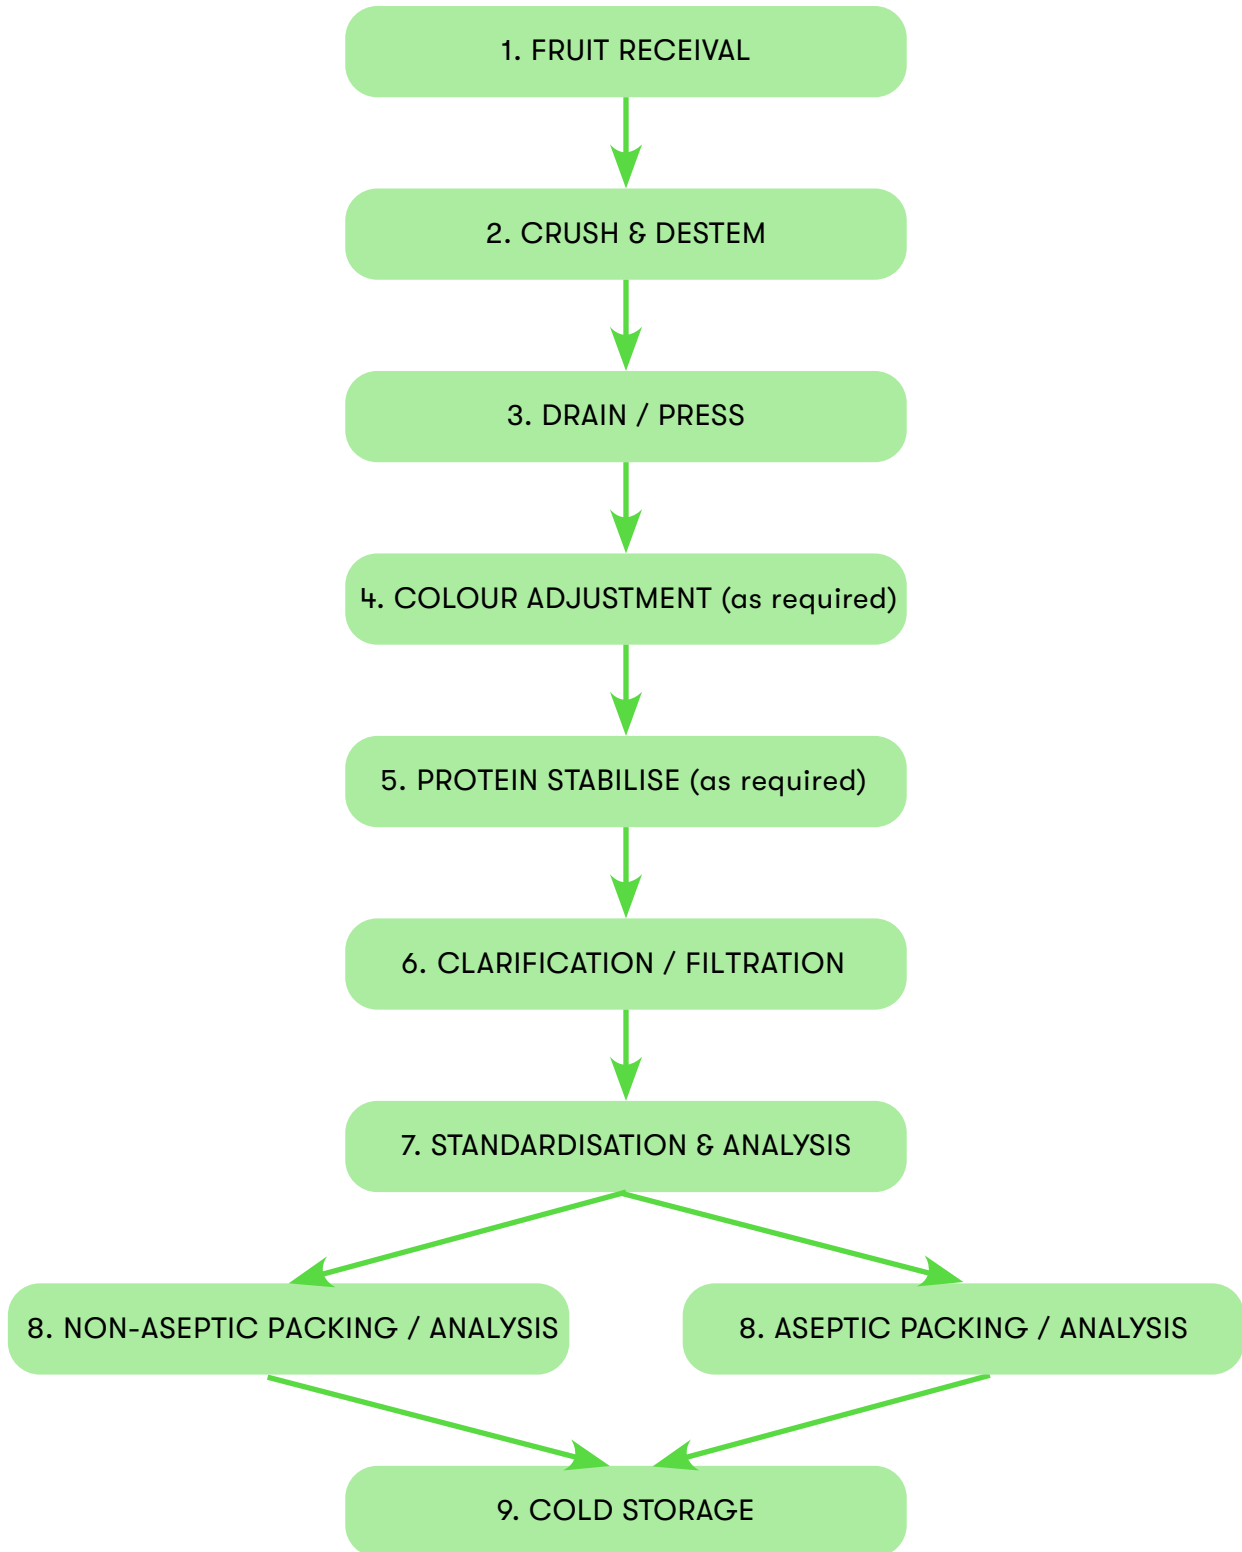 1. FRUIT RECEIVAL
2. CRUSH & DESTEM
3. DRAIN / PRESS
4. COLOUR ADJUSTMENT (as required)
5. PROTEIN STABILISE (as required)
6. CLARIFICATION / FILTRATION
7. STANDARDISATION & ANALYSIS
8. NON-ASEPTIC PACKING / ANALYSIS
8. ASEPTIC PACKING / ANALYSIS
9. COLD STORAGE